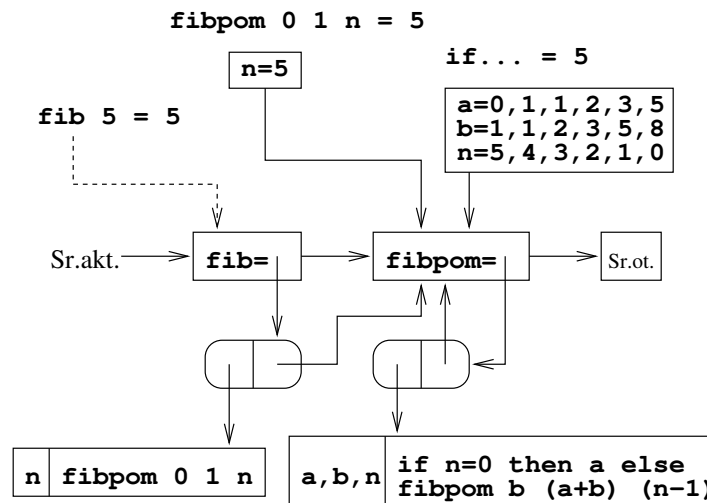 fibpom 0 1 n = 5
n=5
if... = 5
a=0,1,1,2,3,5
b=1,1,2,3,5,8
n=5,4,3,2,1,0
fib 5 = 5
Sr.akt.
fib=
fibpom=
Sr.ot.
n
fibpom 0 1 n
a,b,n
if n=0 then a else
fibpom b (a+b) (n−1)